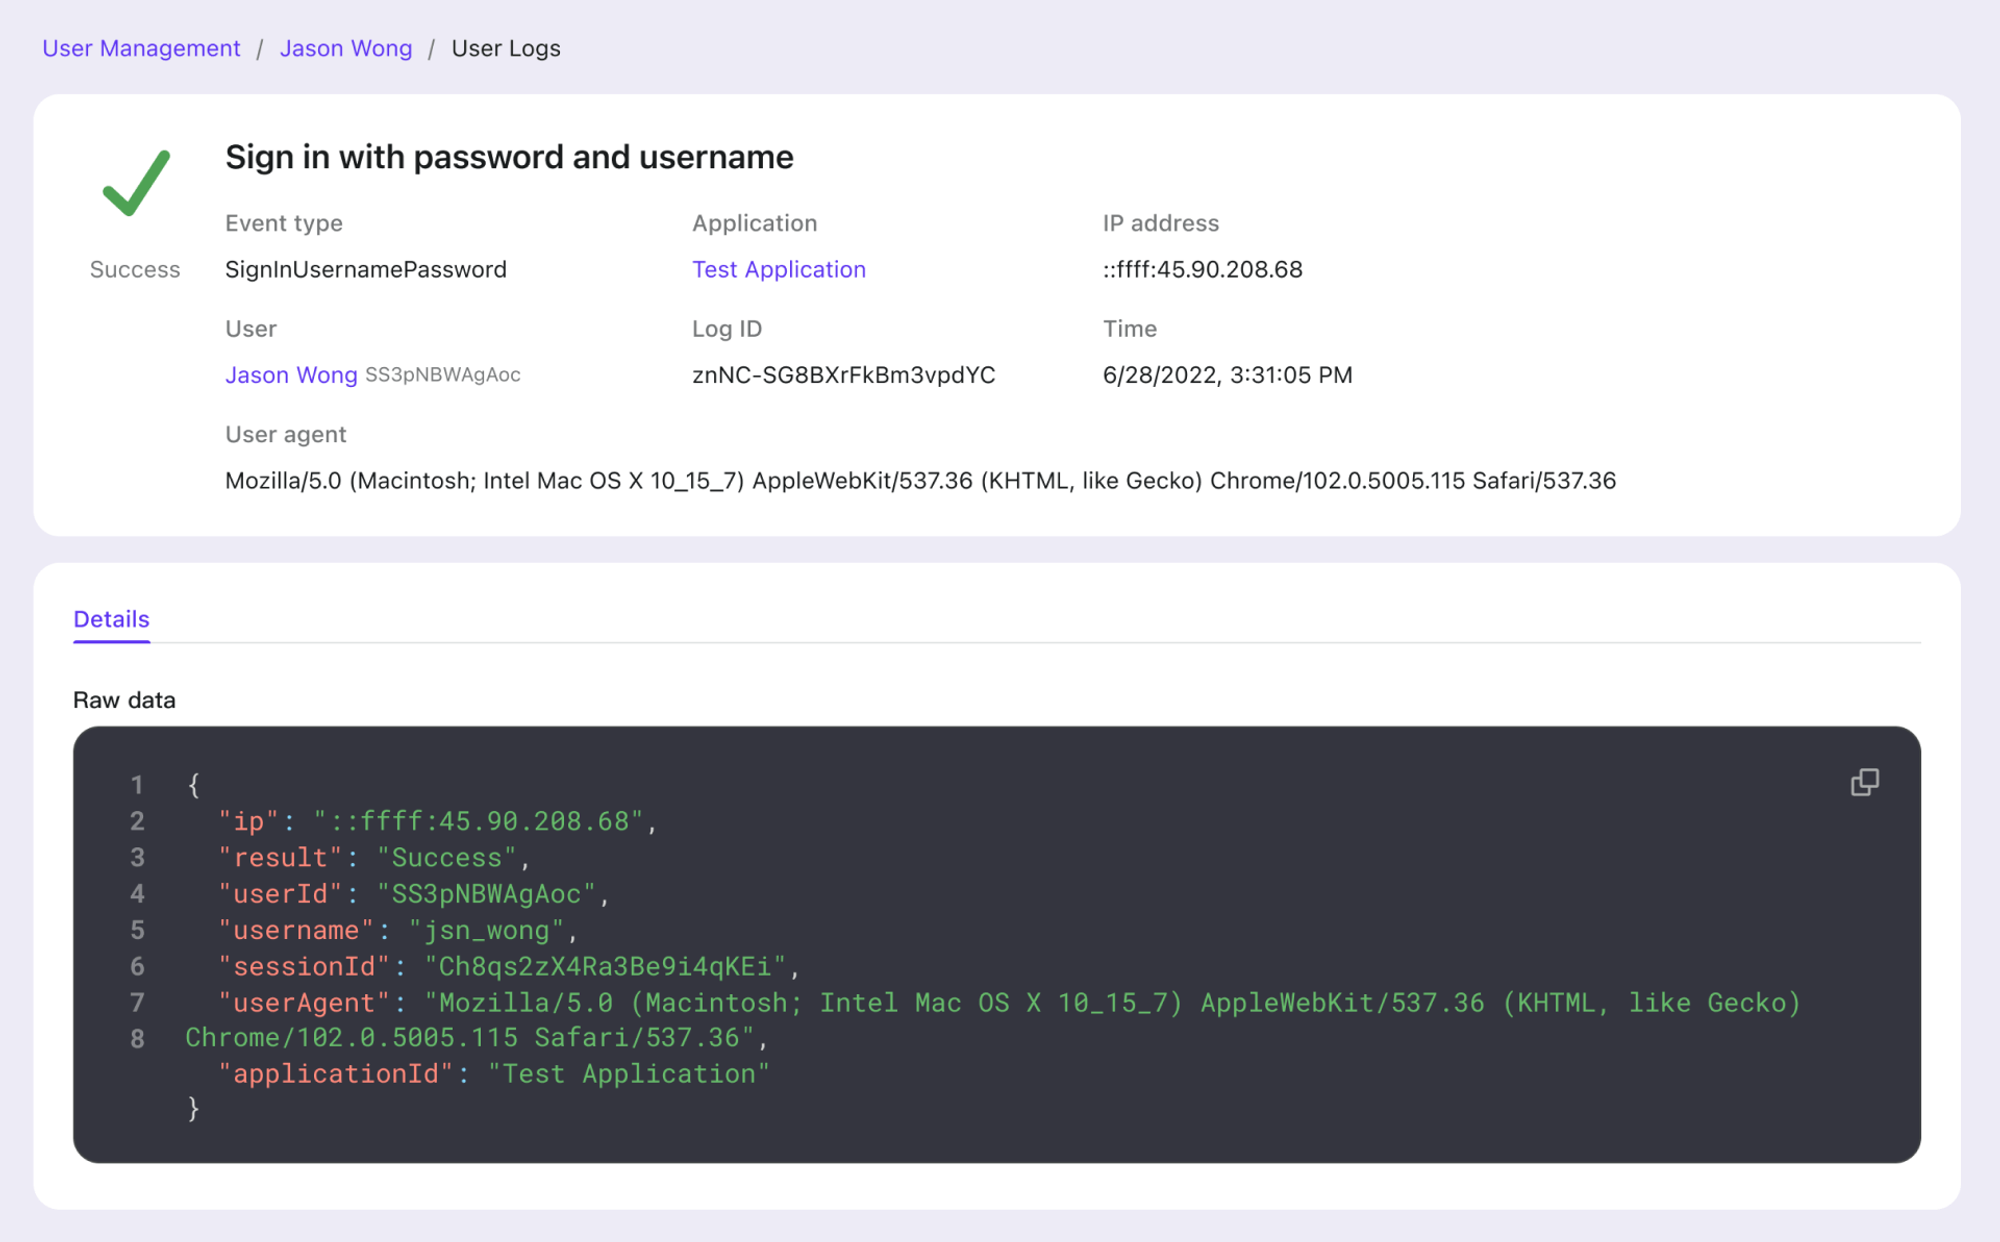 User Management / Jason Wong / User Logs
Sign in with password and username
Event type Application IP address
Success SignInUsernamePassword Test Application ::ffff:45.90.208.68
User Log ID Time
Jason Wong SS3pNBWAgAoc znNC-SG8BXrFkBm3vpdYC 6/28/2022, 3:31:05 PM
User agent
Mozilla/5.0 (Macintosh; Intel Mac OS X 10_15_7) AppleWebKit/537.36 (KHTML, like Gecko) Chrome/102.0.5005.115 Safari/537.36
Details
Raw data
1 {
2 "ip": "::ffff:45.90.208.68",
3 "result": "Success",
4 "userId": "SS3pNBWAgAoc",
5 "username": "jsn_wong",
6 "sessionId": "Ch8qs2zX4Ra3Be9i4qKEi",
7 "userAgent": "Mozilla/5.0 (Macintosh; Intel Mac OS X 10_15_7) AppleWebKit/537.36 (KHTML, like Gecko)
8 Chrome/102.0.5005.115 Safari/537.36",
"applicationId": "Test Application"
}